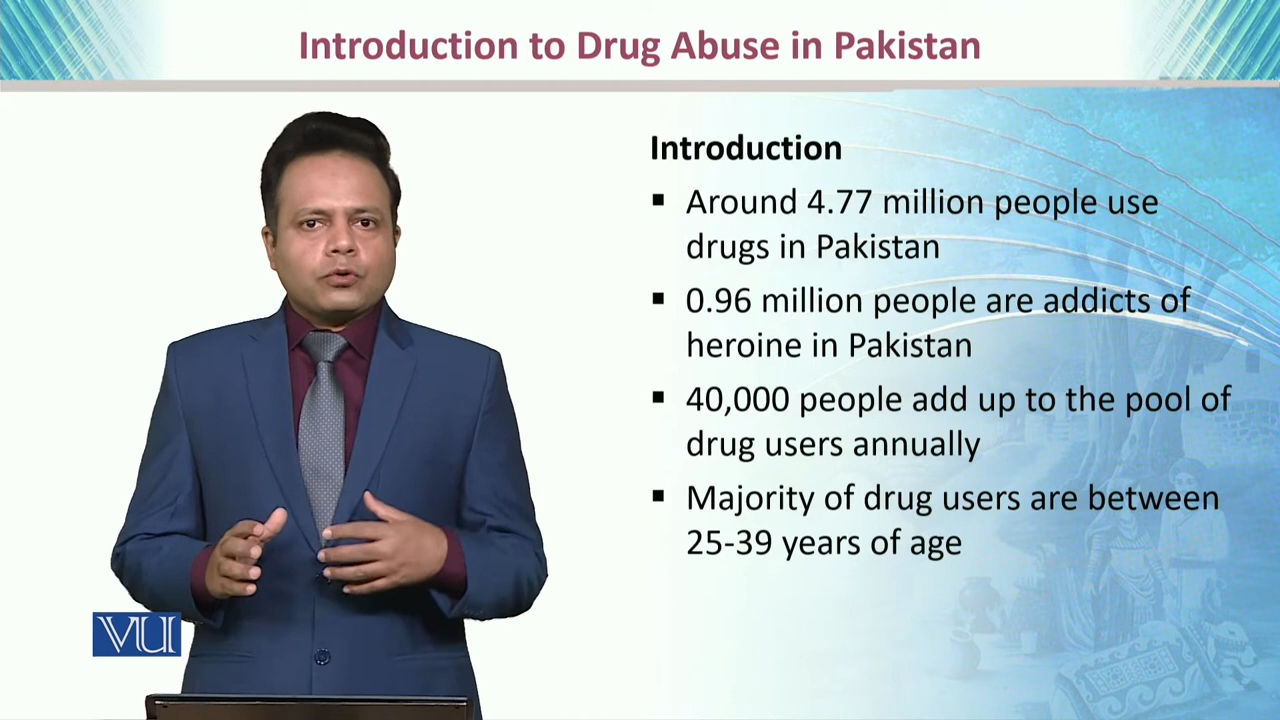 Introduction to Drug Abuse in Pakistan
Introduction
▪ Around 4.77 million people use
drugs in Pakistan
▪ 0.96 million people are addicts of
heroine in Pakistan
▪ 40,000 people add up to the pool of
drug users annually
▪ Majority of drug users are between
25-39 years of age
VU